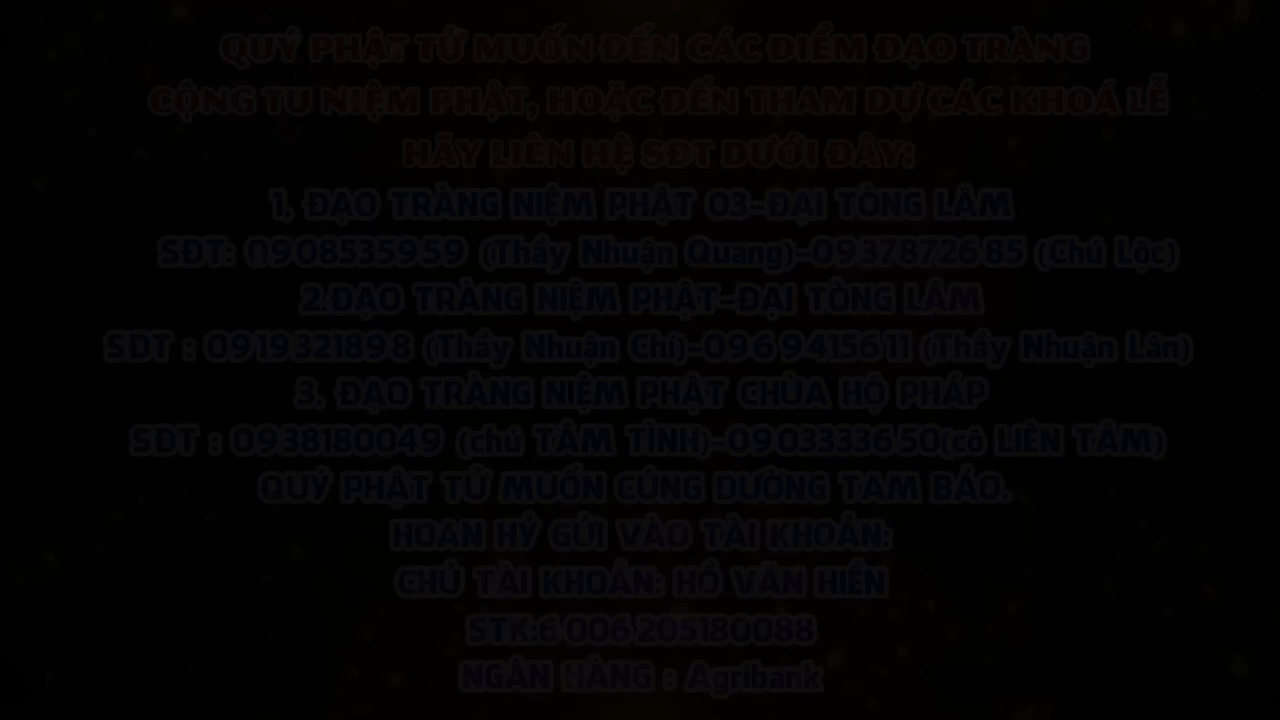 QUÝ PHẬT TỬ MUỐN ĐẾN CÁC ĐIỂM ĐẠO TRÀNG
CỘNG TU NIỆM PHẬT, HOẶC ĐẾN THAM DỰ CÁC KHOÁ LỄ
HÃY LIÊN HỆ SĐT DƯỚI ĐÂY:
1. ĐẠO TRÀNG NIỆM PHẬT 03-ĐẠI TÒNG LÂM
SĐT: 0908535959 (Thầy Nhuận Quang)-0937872685 (Chú Lộc)
2.ĐẠO TRÀNG NIỆM PHẬT-ĐẠI TÒNG LÂM
SĐT : 0919321898 (Thầy Nhuận Chí)-0969415611 (Thầy Nhuận Lân)
3. ĐẠO TRÀNG NIỆM PHẬT CHÙA HỘ PHÁP
SĐT : 0938180049 (chú TÂM TỊNH)-0903333650(cô LIÊN TÂM)
QUÝ PHẬT TỬ MUỐN CÚNG DƯỜNG TAM BẢO.
HOAN HỶ GỬI VÀO TÀI KHOẢN:
CHỦ TÀI KHOẢN: HỒ VĂN HIỀN
STK:6006205180088
NGÂN HÀNG : Agribank